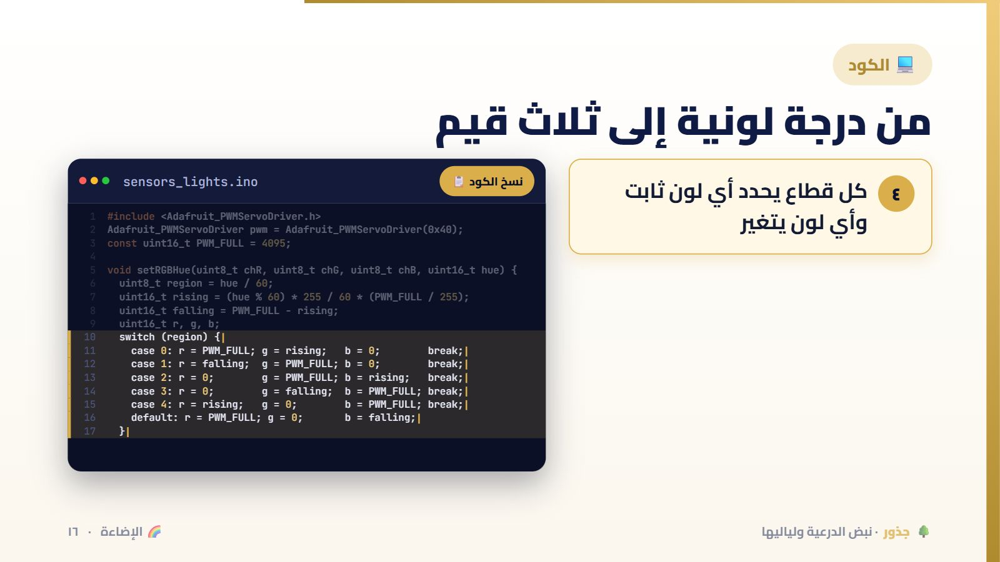 الكود
من درجة لونية إلى ثلاث قيم
٤
كل قطاع يحدد أي لون ثابت
وأي لون يتغير
sensors_lights.ino
نسخ الكود
1 #include <Adafruit_PWMServoDriver.h>
2 Adafruit_PWMServoDriver pwm = Adafruit_PWMServoDriver(0x40);
3 const uint16_t PWM_FULL = 4095;
4
5 void setRGBHue(uint8_t chR, uint8_t chG, uint8_t chB, uint16_t hue) {
6   uint8_t region = hue / 60;
7   uint16_t rising = (hue % 60) * 255 / 60 * (PWM_FULL / 255);
8   uint16_t falling = PWM_FULL - rising;
9   uint16_t r, g, b;
10   switch (region) {
11     case 0: r = PWM_FULL; g = rising;   b = 0;        break;
12     case 1: r = falling;  g = PWM_FULL; b = 0;        break;
13     case 2: r = 0;        g = PWM_FULL; b = rising;   break;
14     case 3: r = 0;        g = falling;  b = PWM_FULL; break;
15     case 4: r = rising;   g = 0;        b = PWM_FULL; break;
16     default: r = PWM_FULL; g = 0;       b = falling;
17   }
جذور · نبض الدرعية ولياليها
الإضاءة · ١٦